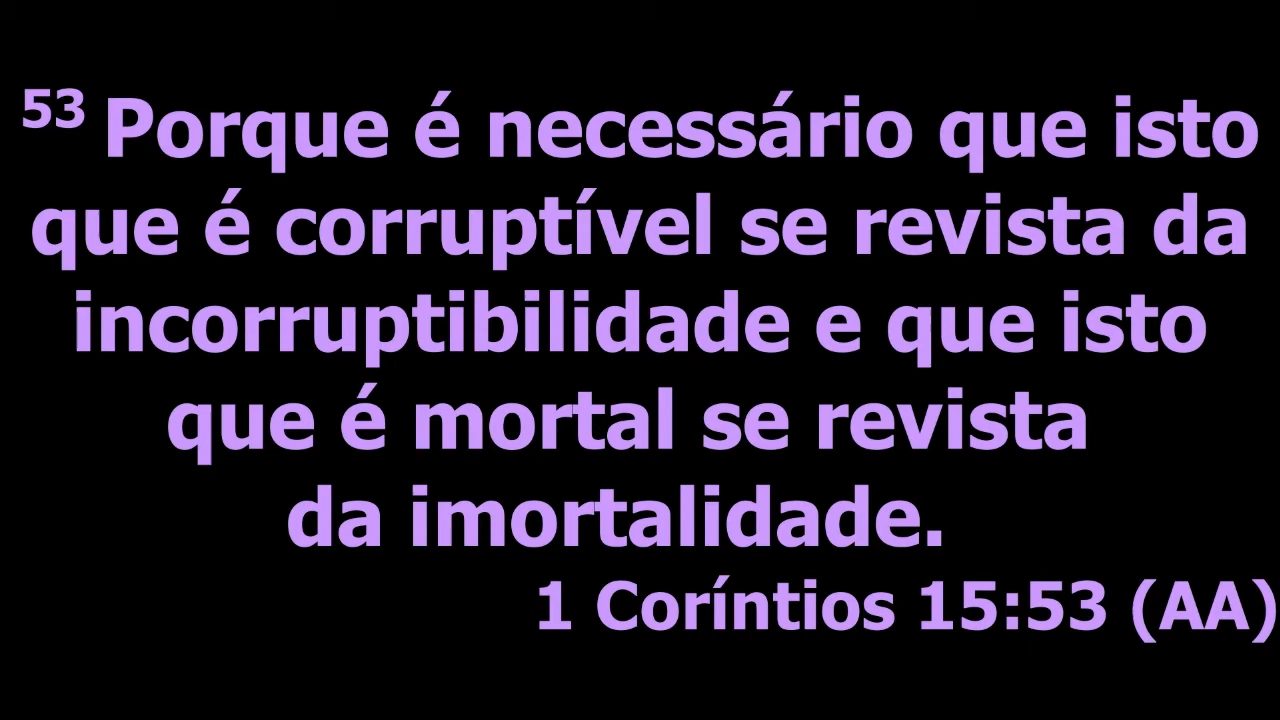 53 Porque é necessário que isto
que é corruptível se revista da
incorruptibilidade e que isto
que é mortal se revista
da imortalidade.
1 Coríntios 15:53 (AA)